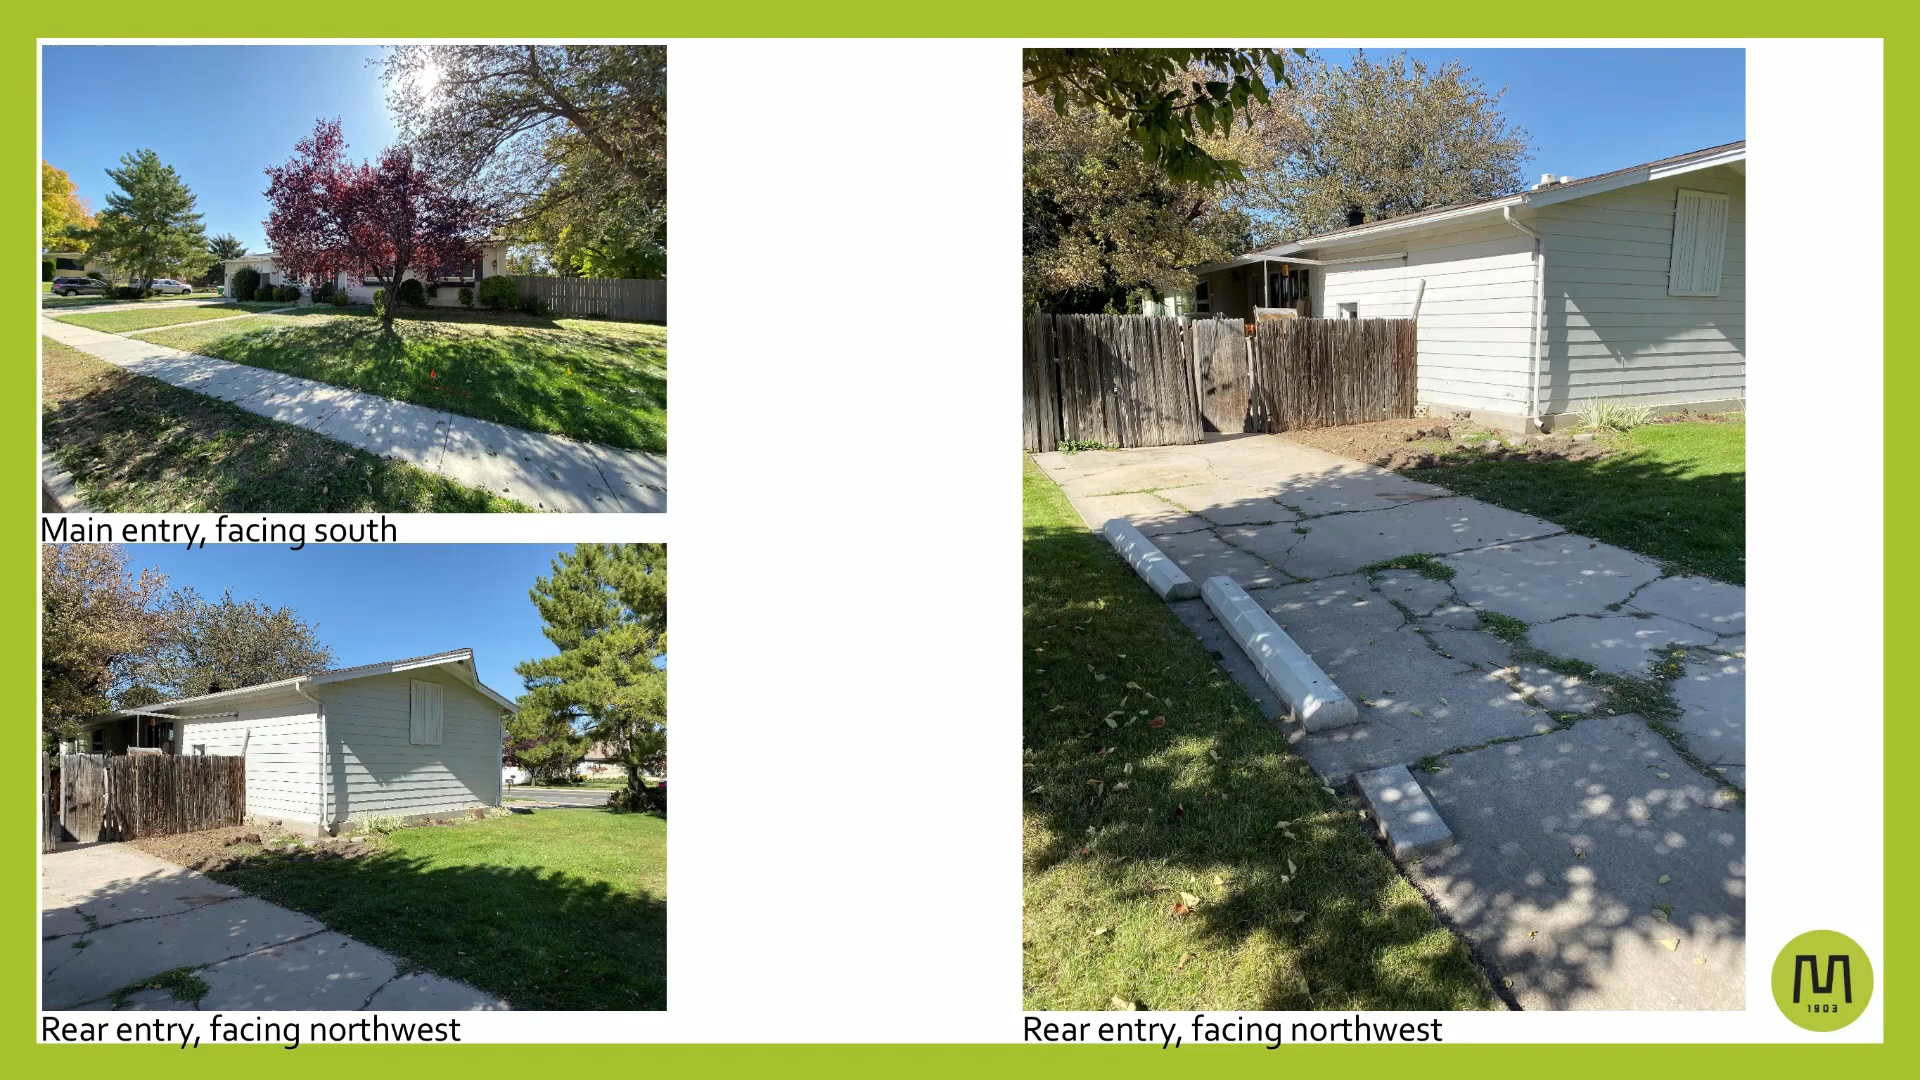 Main entry, facing south
Rear entry, facing northwest
Rear entry, facing northwest
M
1903